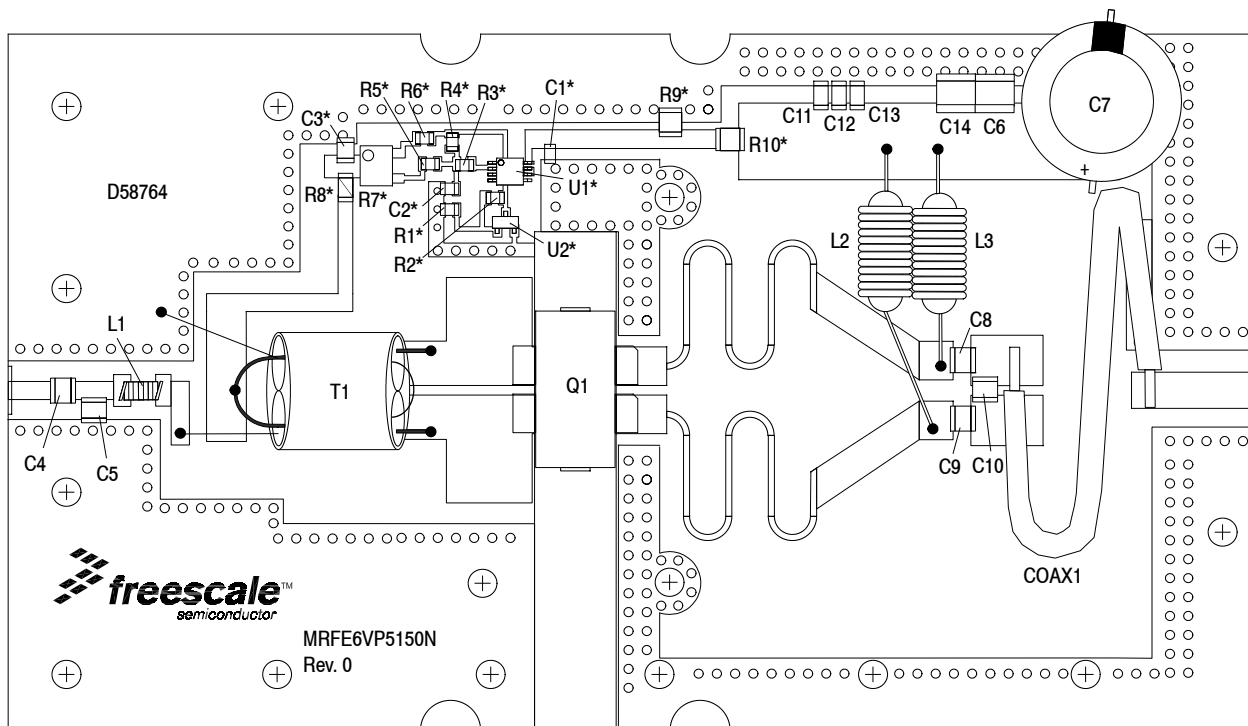 C7
+
R5*
R6*
R4*
R3*
C1*
R9*
C3*
C11
C12
C13
C14
C6
R10*
D58764
R8*
R7*
C2*
U1*
R1*
R2*
U2*
L2
L3
L1
C8
T1
Q1
C4
C5
C9
C10
COAX1
freescale™
semiconductor
MRFE6VP5150N
Rev. 0